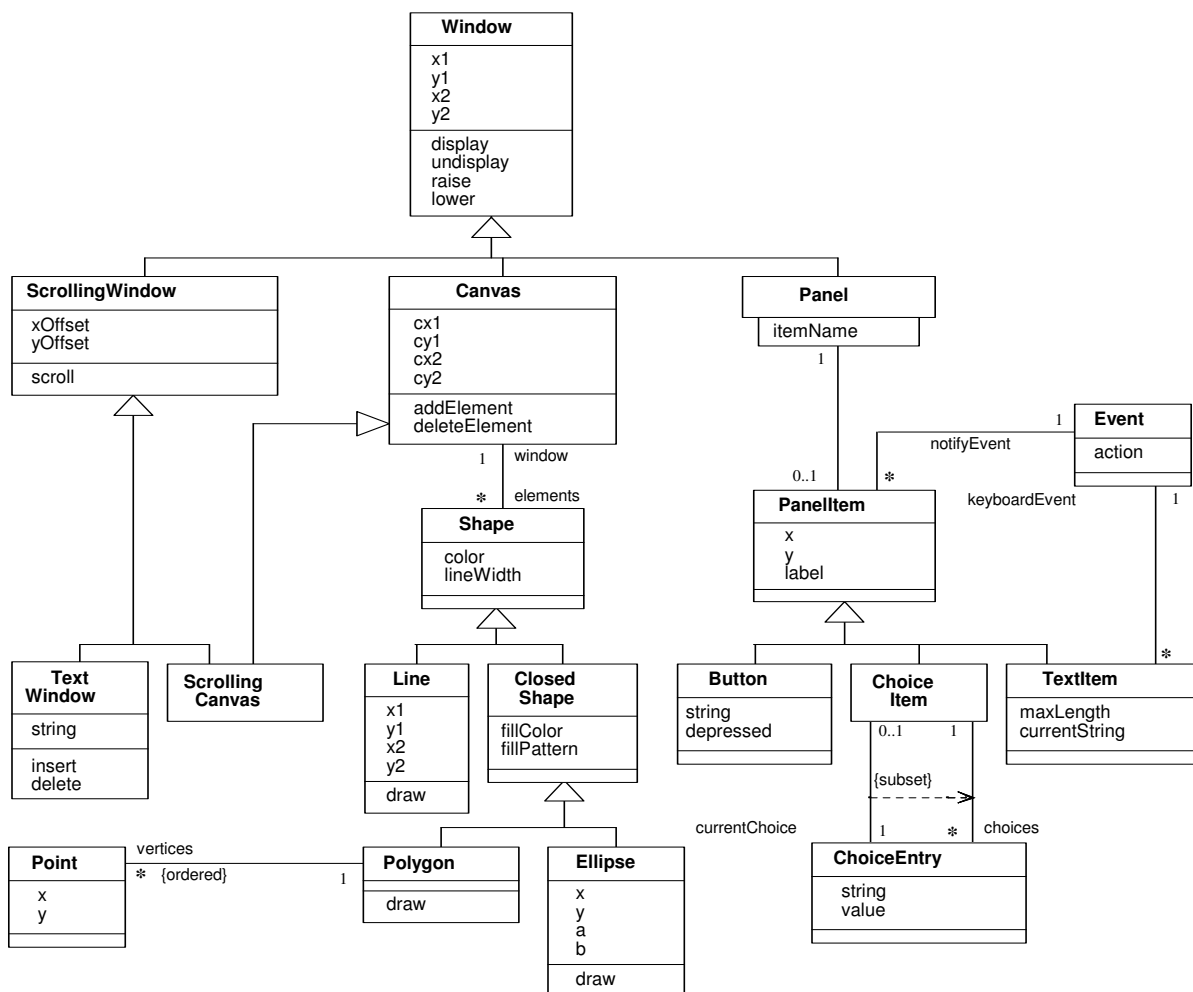 Window
x1
y1
x2
y2
display
undisplay
raise
lower
ScrollingWindow
xOffset
yOffset
scroll
Canvas
cx1
cy1
cx2
cy2
addElement
deleteElement
Panel
itemName
1
1 window
* elements
notifyEvent
1
Event
action
0..1
*
keyboardEvent
1
Shape
color
lineWidth
PanelItem
x
y
label
Text
Window
string
insert
delete
Scrolling
Canvas
Line
x1
y1
x2
y2
draw
Closed
Shape
fillColor
fillPattern
Button
string
depressed
Choice
Item
*
TextItem
maxLength
currentString
0..1
1
{subset}
currentChoice
1
* choices
Point
x
y
vertices
* {ordered}
1
Polygon
draw
Ellipse
x
y
a
b
draw
ChoiceEntry
string
value